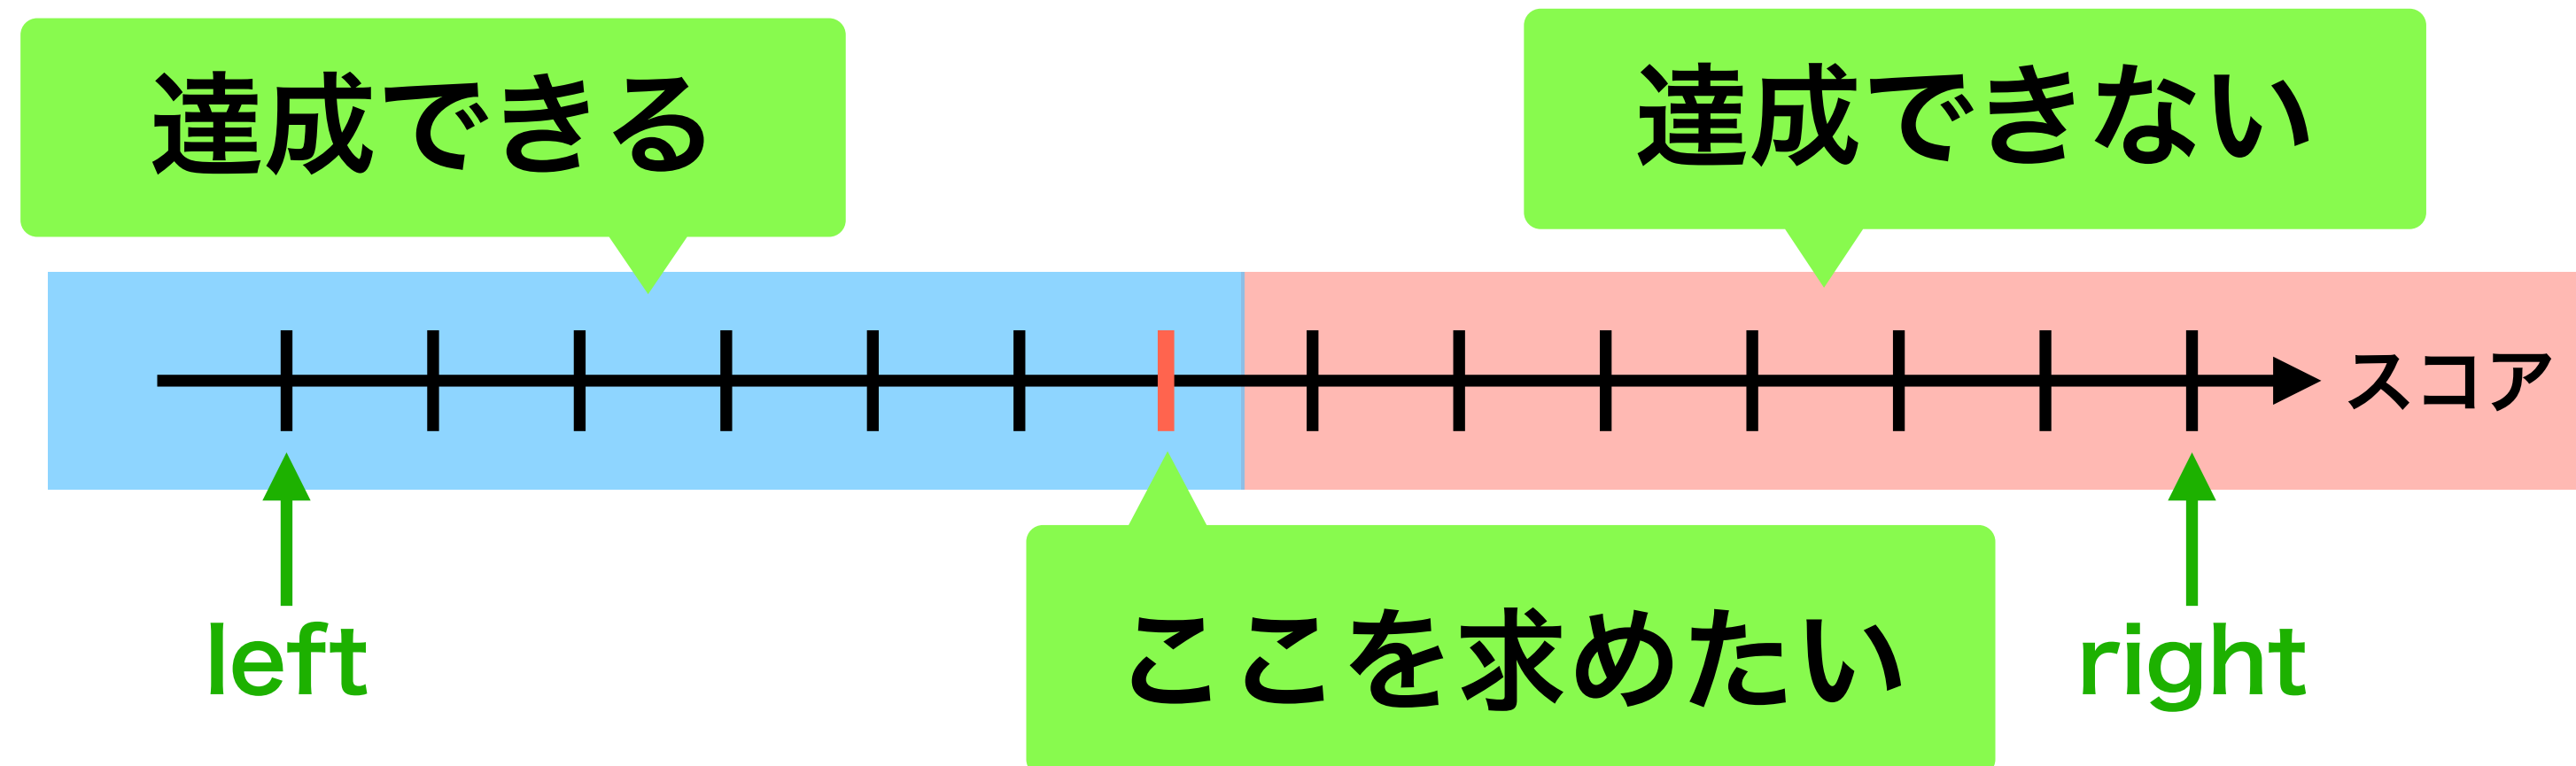 達成できる
達成できない
スコア
left
ここを求めたい
right